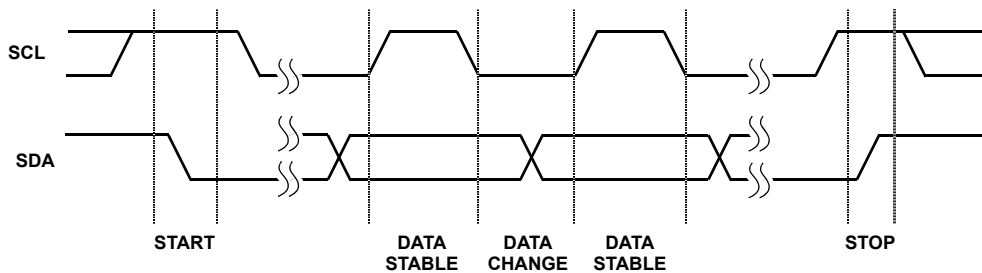 SCL
SDA
START
DATA STABLE
DATA CHANGE
DATA STABLE
STOP